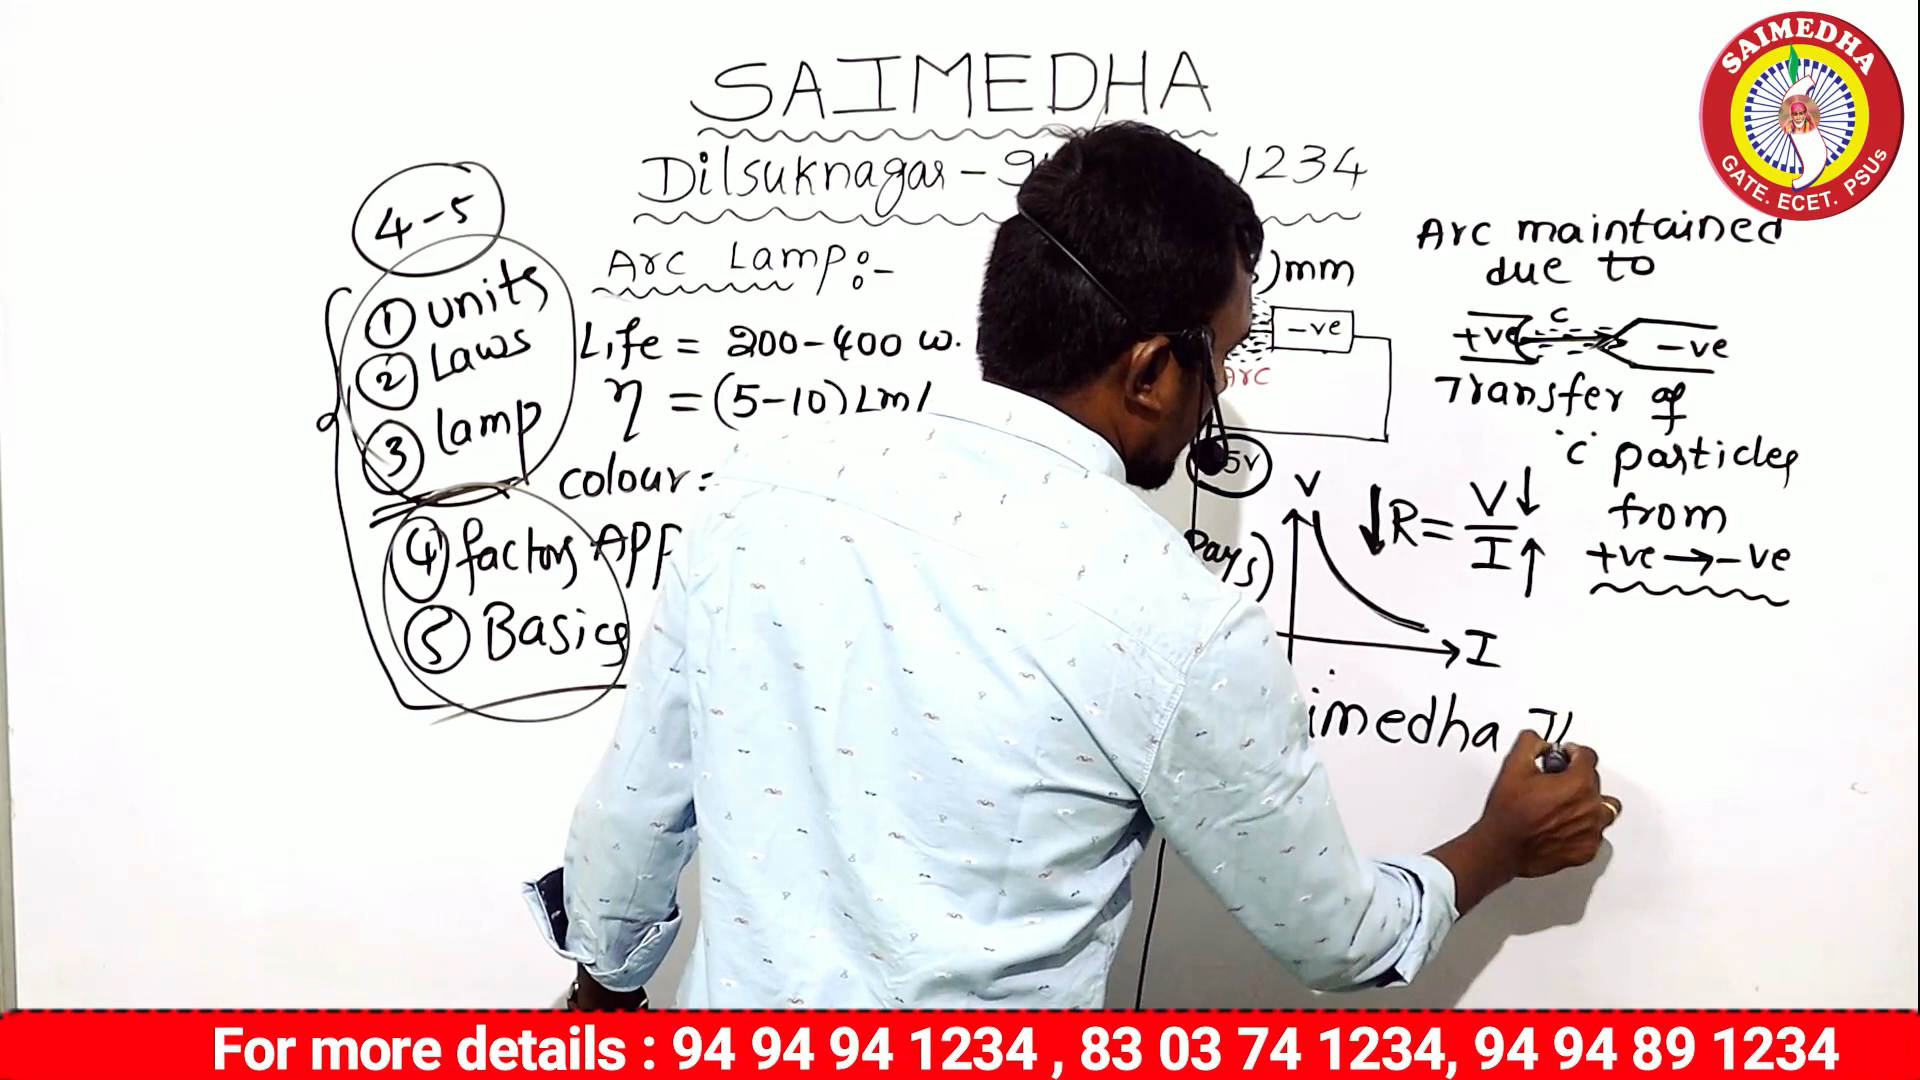 SAIMEDHA
Dilsuknagar - 9 1234
4-5
① units
② Laws
③ lamp
④ factors
⑤ Basics
Arc Lamp:-
Life = 200-400 w.
η = (5-10) Lm/
colour:
APP
)mm
-ve
Arc
5V
Days)
V
I
↓R = V↓
I↑
imedha
Arc maintained
due to
+ve C -ve
Transfer of
'C' particles
from
+ve → -ve
SAIMEDHA
GATE. ECET. PSUs
For more details : 94 94 94 1234 , 83 03 74 1234, 94 94 89 1234